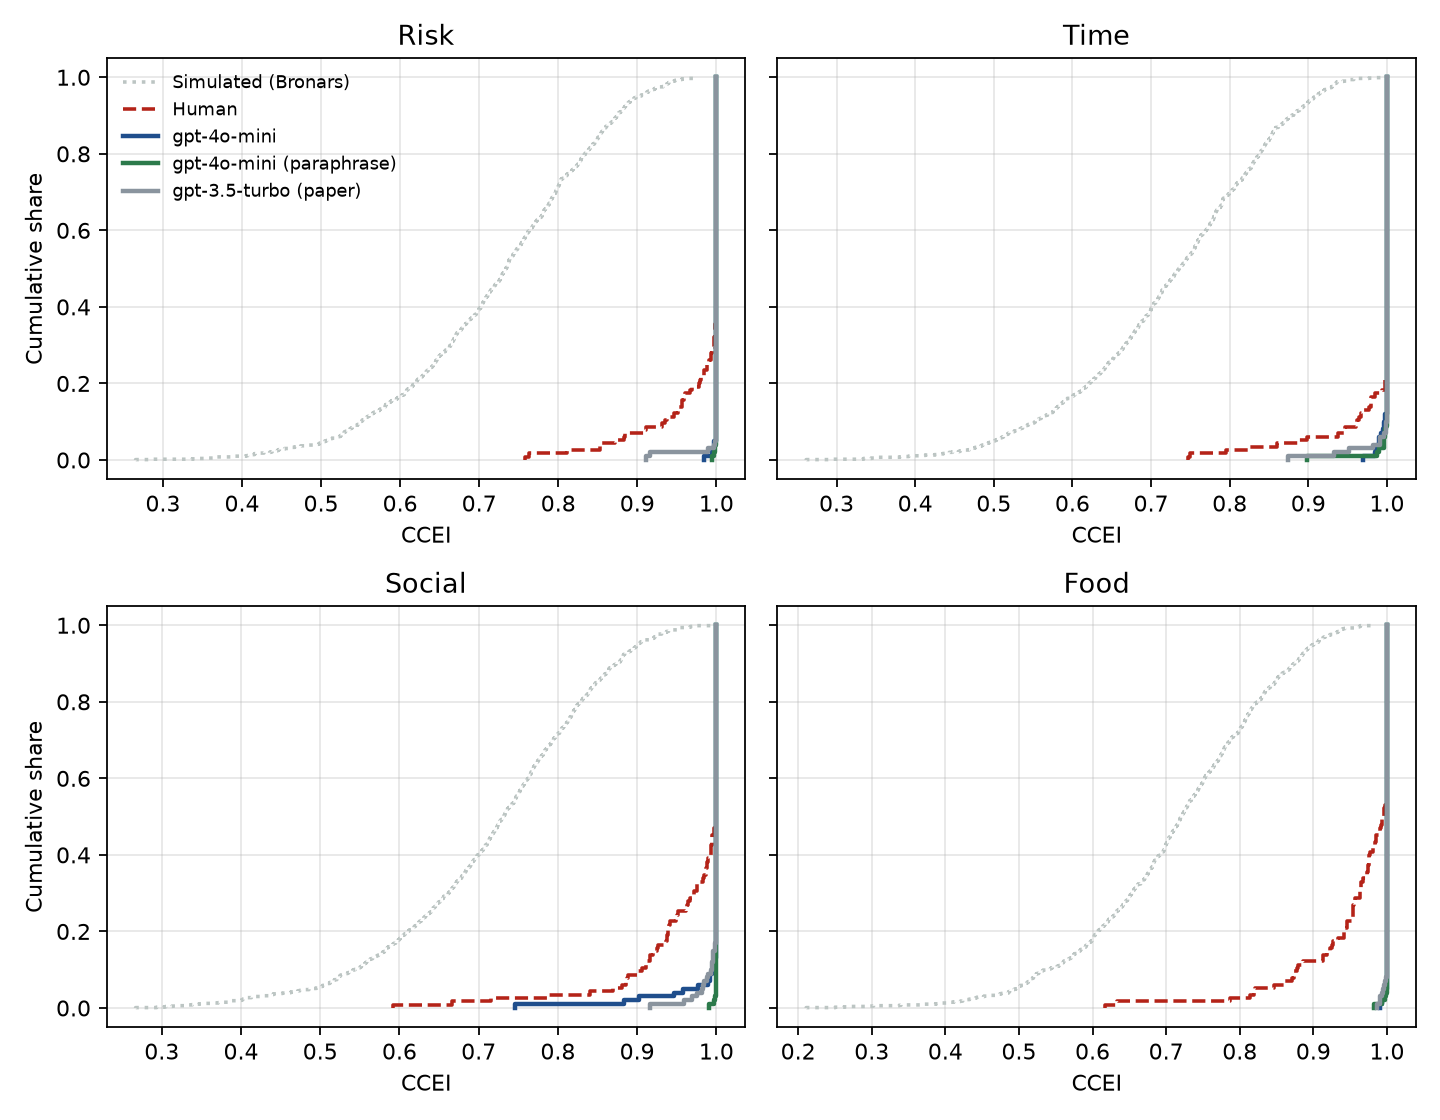 Risk
Time
Cumulative share
1.0
0.8
0.6
0.4
0.2
0.0
Simulated (Bronars)
Human
gpt-4o-mini
gpt-4o-mini (paraphrase)
gpt-3.5-turbo (paper)
0.3 0.4 0.5 0.6 0.7 0.8 0.9 1.0
0.3 0.4 0.5 0.6 0.7 0.8 0.9 1.0
CCEI
CCEI
Social
Food
Cumulative share
1.0
0.8
0.6
0.4
0.2
0.0
0.3 0.4 0.5 0.6 0.7 0.8 0.9 1.0
0.2 0.3 0.4 0.5 0.6 0.7 0.8 0.9 1.0
CCEI
CCEI